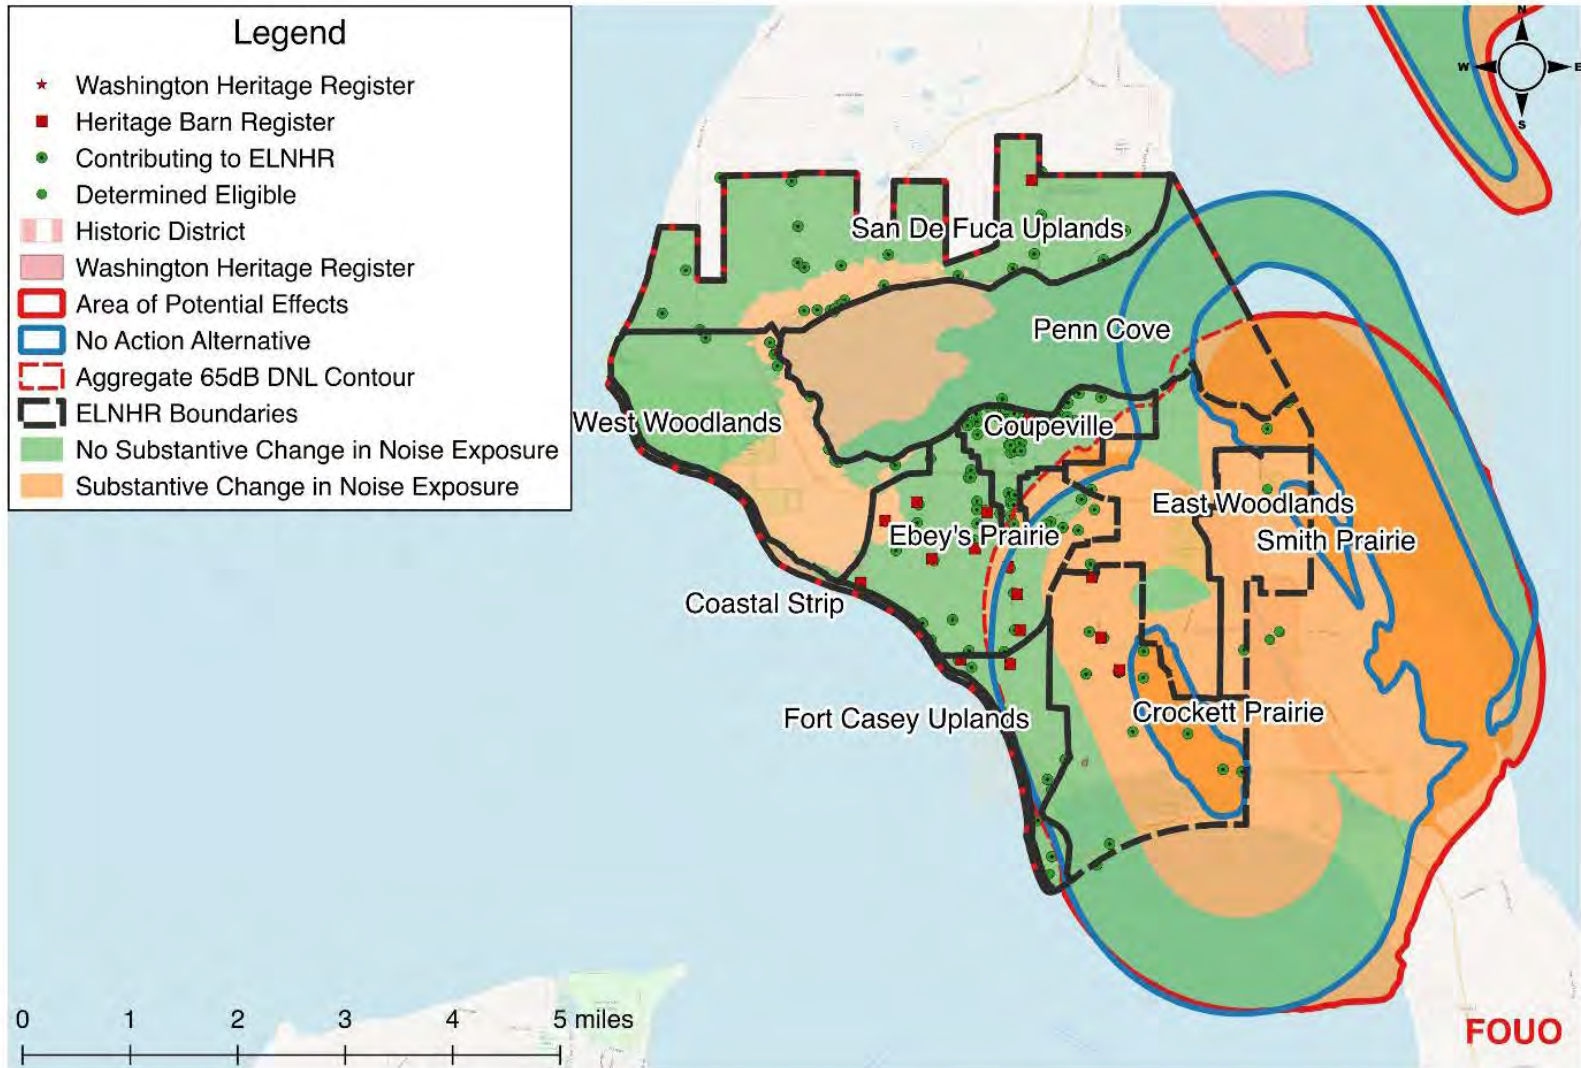 Legend
Washington Heritage Register
Heritage Barn Register
Contributing to ELNHR
Determined Eligible
Historic District
Washington Heritage Register
Area of Potential Effects
No Action Alternative
Aggregate 65dB DNL Contour
ELNHR Boundaries
No Substantive Change in Noise Exposure
Substantive Change in Noise Exposure
N
W
E
S
San De Fuca Uplands
Penn Cove
West Woodlands
Coupeville
East Woodlands
Ebey's Prairie
Smith Prairie
Coastal Strip
Fort Casey Uplands
Crockett Prairie
0 1 2 3 4 5 miles
FOUO